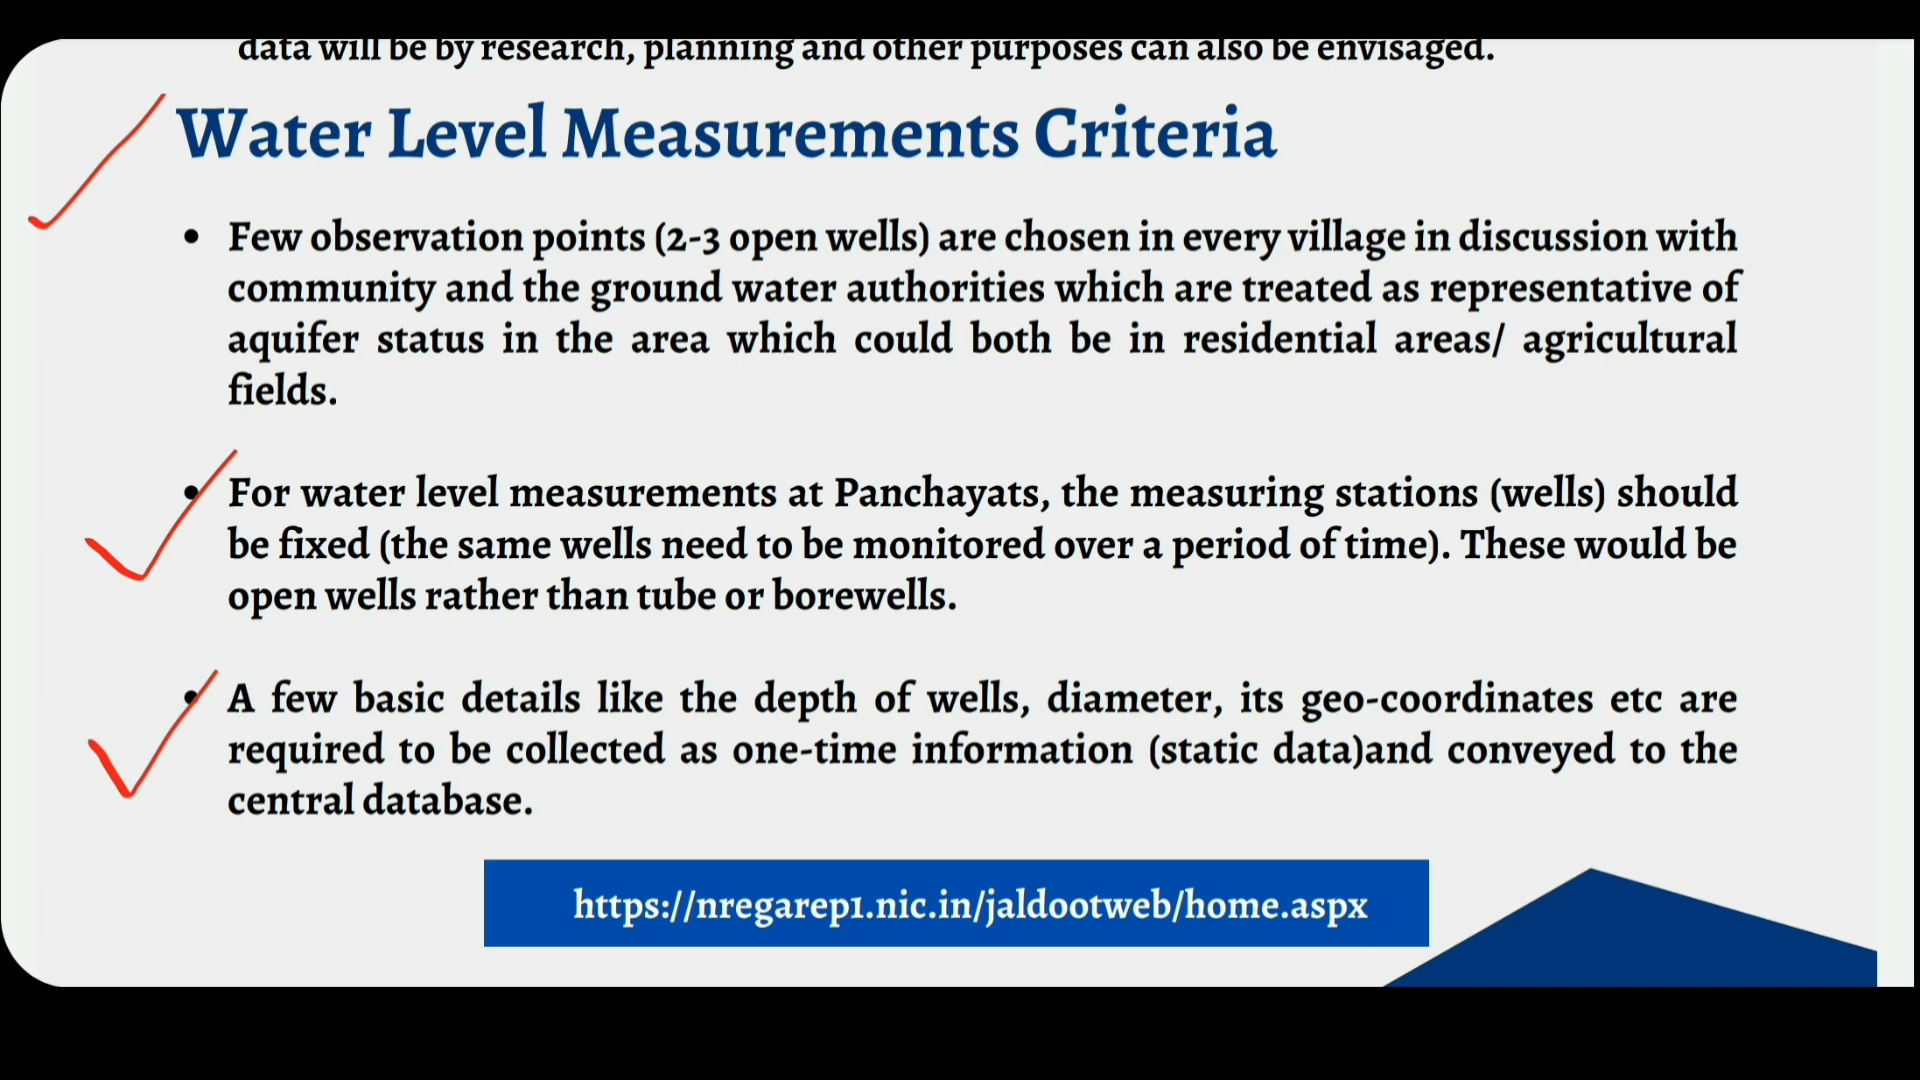 data will be by research, planning and other purposes can also be envisaged.
Water Level Measurements Criteria
• Few observation points (2-3 open wells) are chosen in every village in discussion with
community and the ground water authorities which are treated as representative of
aquifer status in the area which could both be in residential areas/ agricultural
fields.
• For water level measurements at Panchayats, the measuring stations (wells) should
be fixed (the same wells need to be monitored over a period of time). These would be
open wells rather than tube or borewells.
• A few basic details like the depth of wells, diameter, its geo-coordinates etc are
required to be collected as one-time information (static data)and conveyed to the
central database.
https://nregarep1.nic.in/jaldootweb/home.aspx